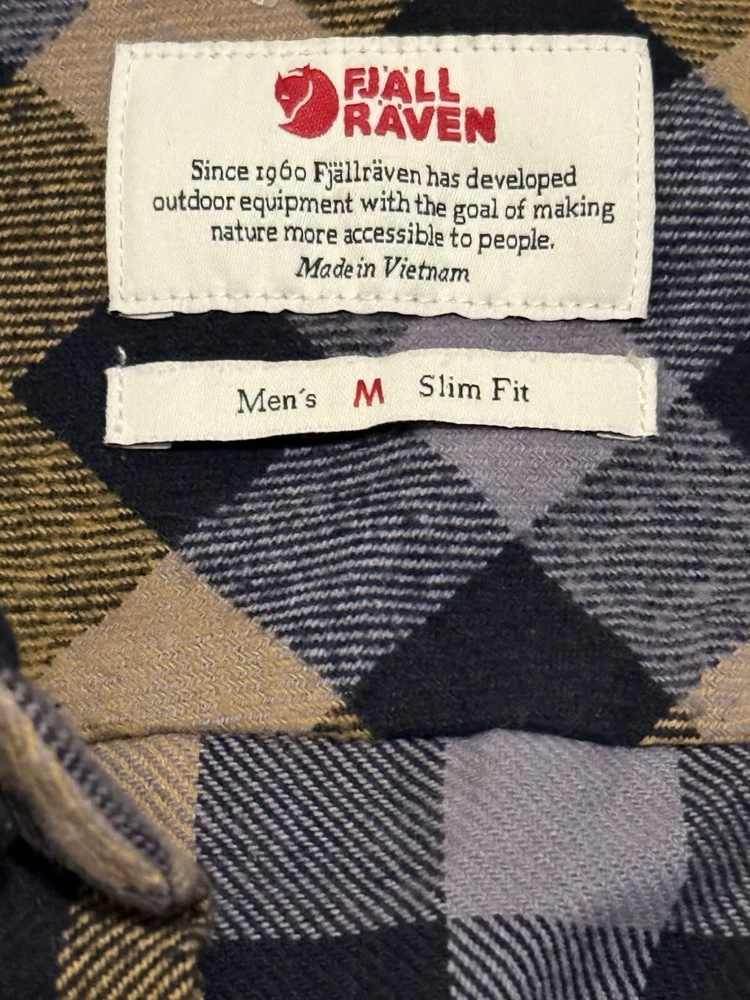 FJÄLL
RÄVEN
Since 1960 Fjällräven has developed
outdoor equipment with the goal of making
nature more accessible to people.
Made in Vietnam
Men´s M Slim Fit